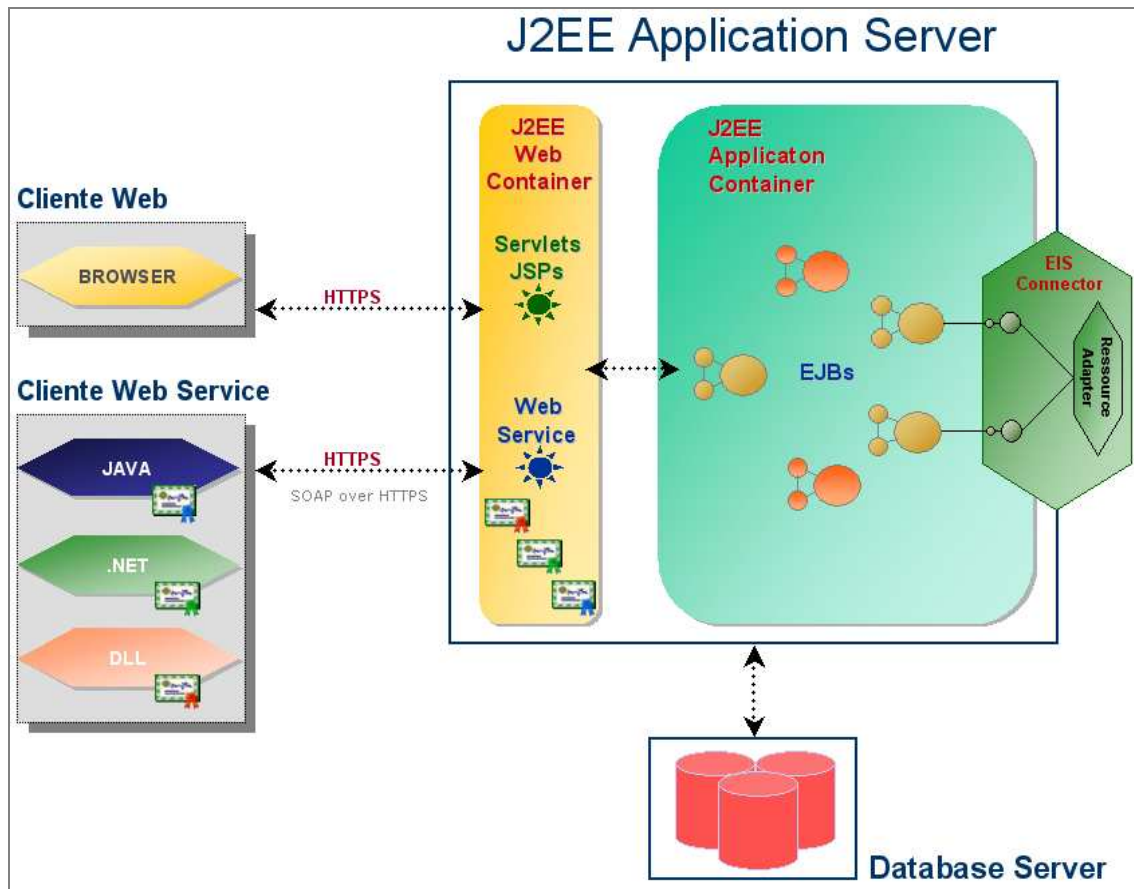 J2EE Application Server
J2EE
Web
Container
Servlets
JSPs
Web
Service
J2EE
Applicaton
Container
EJBs
EIS
Connector
Ressource
Adapter
Cliente Web
BROWSER
HTTPS
Cliente Web Service
JAVA
.NET
DLL
HTTPS
SOAP over HTTPS
Database Server